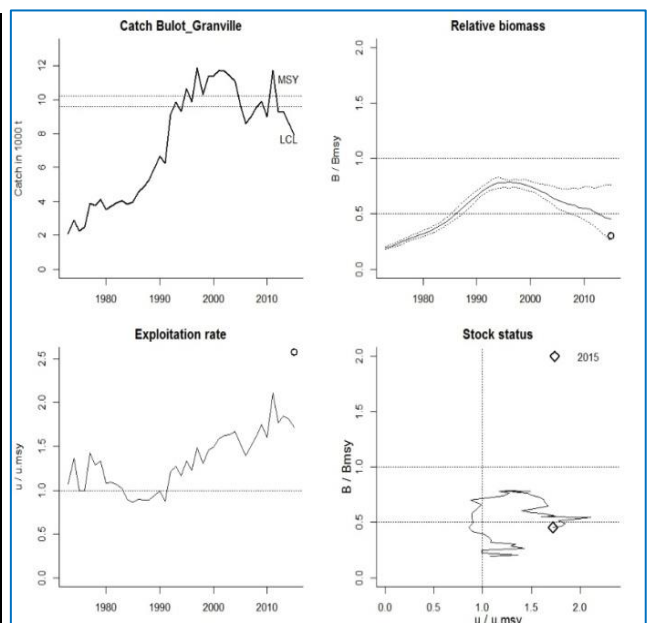 Catch Bulot_Granville
Catch in 1000 t
0 2 4 6 8 10 12
MSY
LCL
1980 1990 2000 2010
Relative biomass
B / Bmsy
0.0 0.5 1.0 1.5 2.0
1980 1990 2000 2010
Exploitation rate
u / u.msy
0.0 0.5 1.0 1.5 2.0 2.5
1980 1990 2000 2010
Stock status
B / Bmsy
0.0 0.5 1.0 1.5 2.0
2015
0.0 0.5 1.0 1.5 2.0
u / u.msy